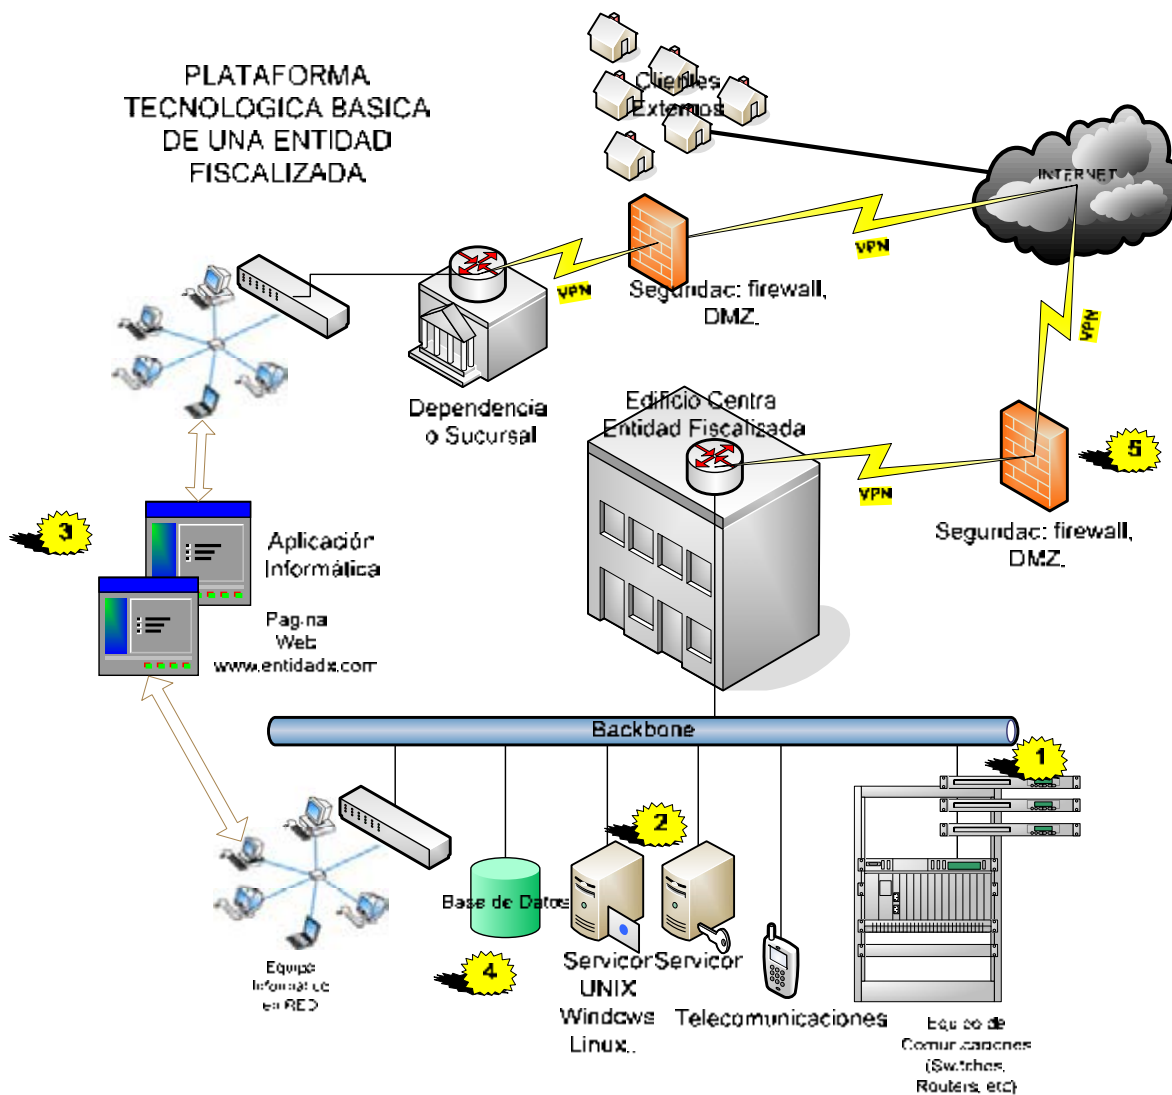 PLATAFORMA
TECNOLOGICA BASICA
DE UNA ENTIDAD
FISCALIZADA
Clientes
Externos
INTERNET
VPN
VPN
VPN
VPN
Seguridad: firewall,
DMZ.
Dependencia
o Sucursal
Edificio Centra
Entidad Fiscalizada
5
Seguridad: firewall,
DMZ.
3
Aplicación
Informática
Pagina
Web
www.entidadx.com
Backbone
1
2
Base de Datos
4
Servidor
UNIX
Windows
Linux..
Servidor
Telecomunicaciones
Equipo
Informatico
en RED
Equipo de
Comunicaciones
(Switches,
Routers, etc)